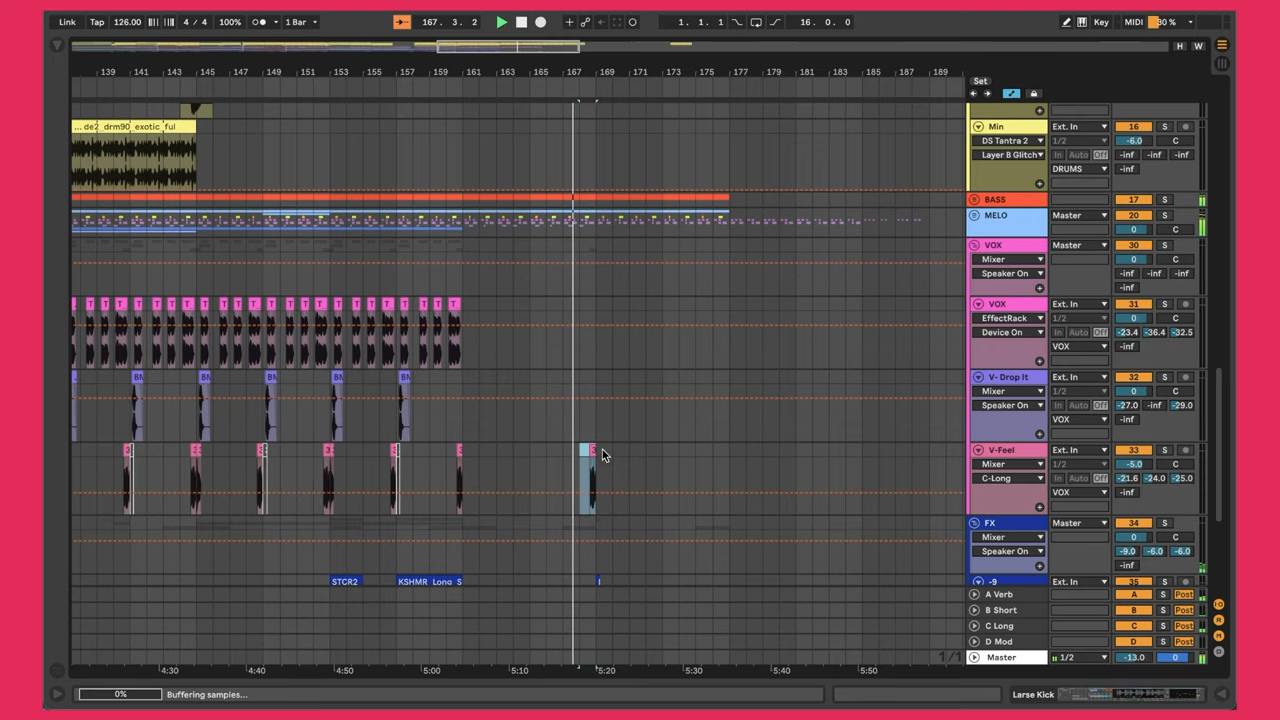 Link Tap 126.00 4 / 4 100% 1 Bar 167. 3. 2 1. 1. 1 16. 0. 0 Key MIDI 30 %
H W
139 141 143 145 147 149 151 153 155 157 159 161 163 165 167 169 171 173 175 177 179 181 183 185 187 189
Set
... de2_drm90_exotic_ful
Min Ext. In 16 S
DS Tantra 2 1/2 -6.0 C
Layer B Glitch In Auto Off -inf -inf -inf
DRUMS -inf
BASS 17 S
MELO Master 20 S
0 C
VOX Master 30 S
Mixer 0 C
Speaker On -inf -inf -inf
-inf
T T T T T T T T T T T T T T T T T T T T T T T
VOX Ext. In 31 S
EffectRack 1/2 0 C
Device On In Auto Off -23.4 -36.4 -32.5
VOX -inf
BN BN BN BN BN
V- Drop It Ext. In 32 S
Mixer 0 C
Speaker On In Auto Off -27.0 -inf -29.0
VOX -inf
V-Feel Ext. In 33 S
Mixer 1/2 -5.0 C
C-Long In Auto Off -21.6 -24.0 -25.0
VOX -inf
FX Master 34 S
Mixer 0 C
Speaker On -9.0 -6.0 -6.0
-inf
STCR2 KSHMR_Long_S
-9 Ext. In 35 S
A Verb A S Post
B Short B S Post
C Long C S Post
D Mod D S Post
1/1 Master 1/2 -13.0 0
4:30 4:40 4:50 5:00 5:10 5:20 5:30 5:40 5:50
0% Buffering samples... Larse Kick